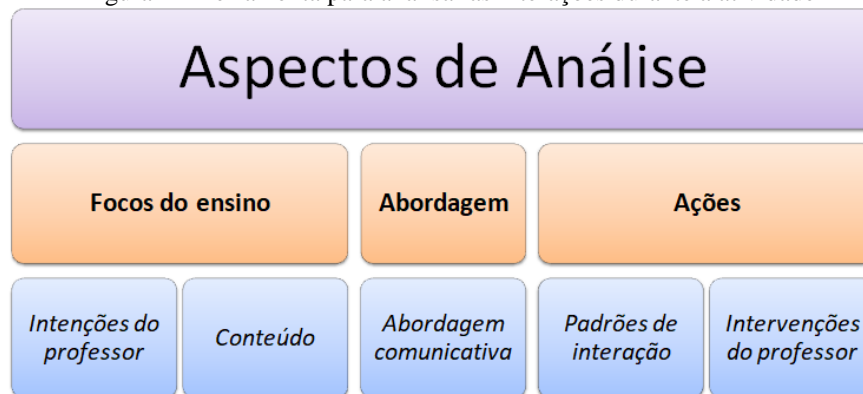 Aspectos de Análise
Focos do ensino
Abordagem
Ações
Intenções do
professor
Conteúdo
Abordagem
comunicativa
Padrões de
interação
Intervenções
do professor